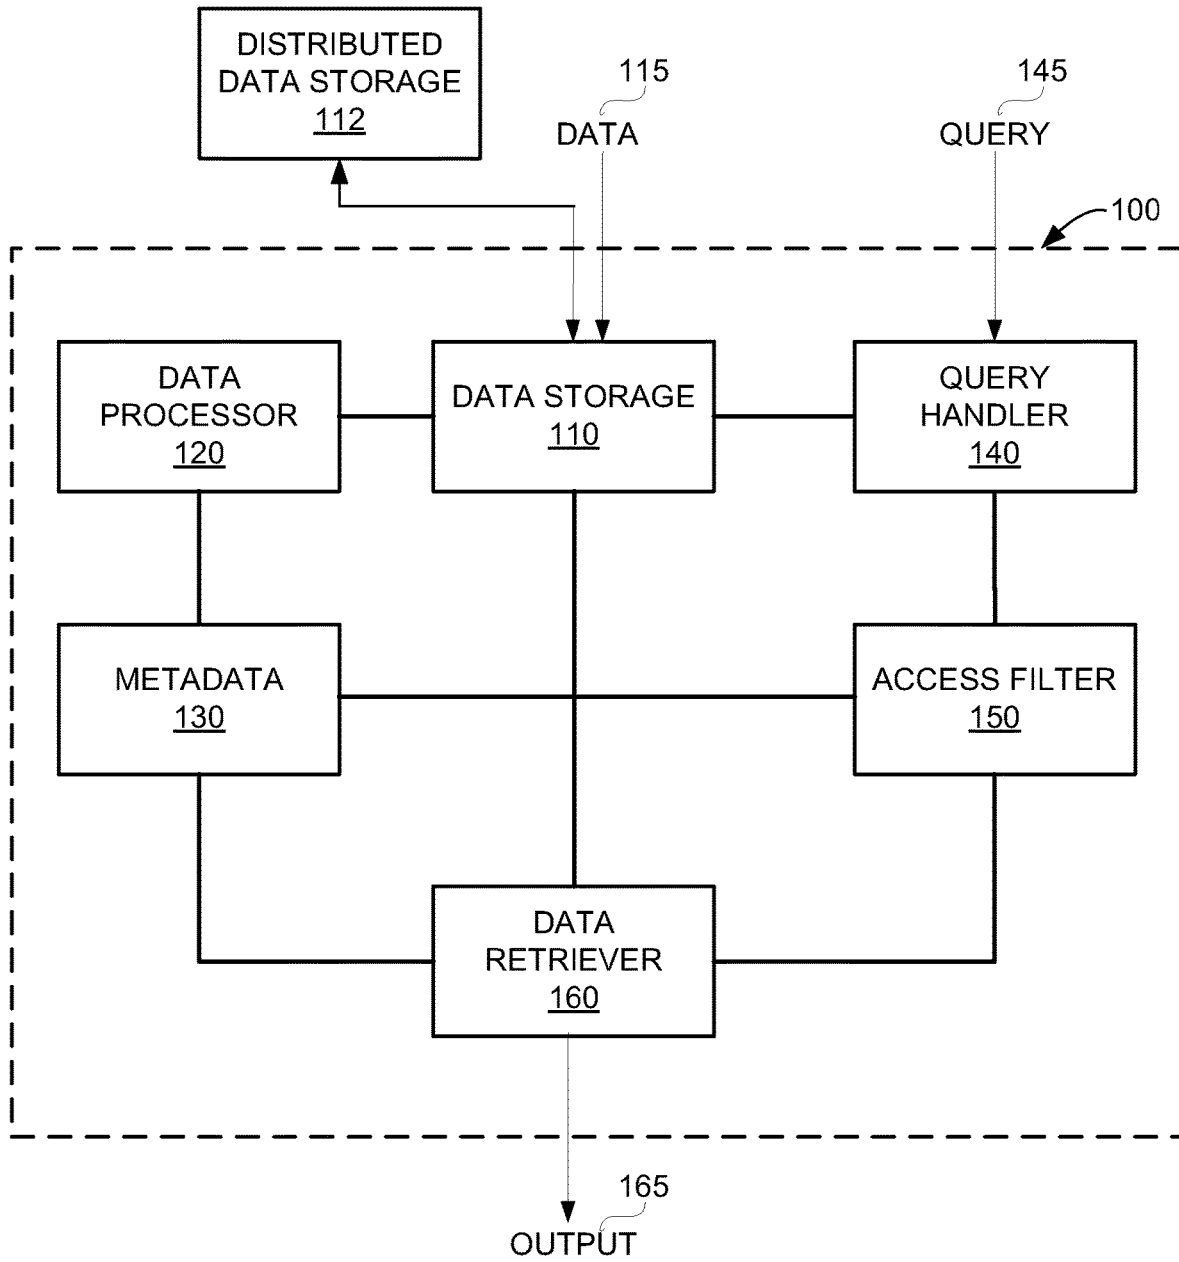 DISTRIBUTED
DATA STORAGE
112
115
DATA
145
QUERY
100
DATA
PROCESSOR
120
DATA STORAGE
110
QUERY
HANDLER
140
METADATA
130
ACCESS FILTER
150
DATA
RETRIEVER
160
165
OUTPUT